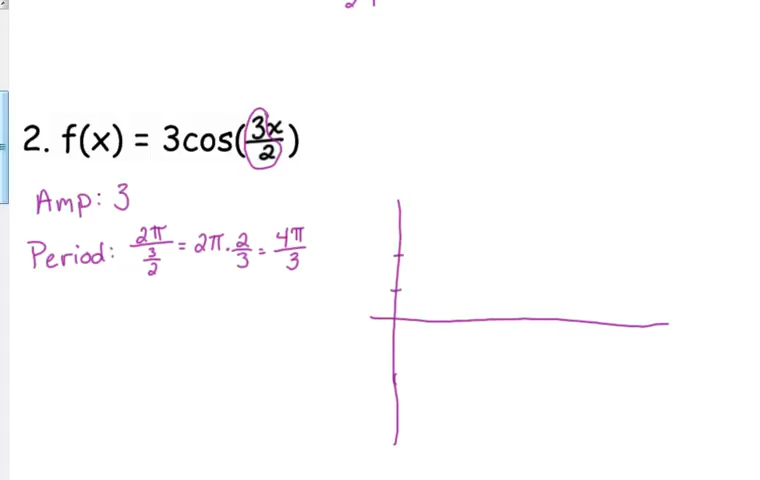 2. f(x) = 3cos(3x/2)
Amp: 3
Period: 2π/(3/2) = 2π · 2/3 = 4π/3